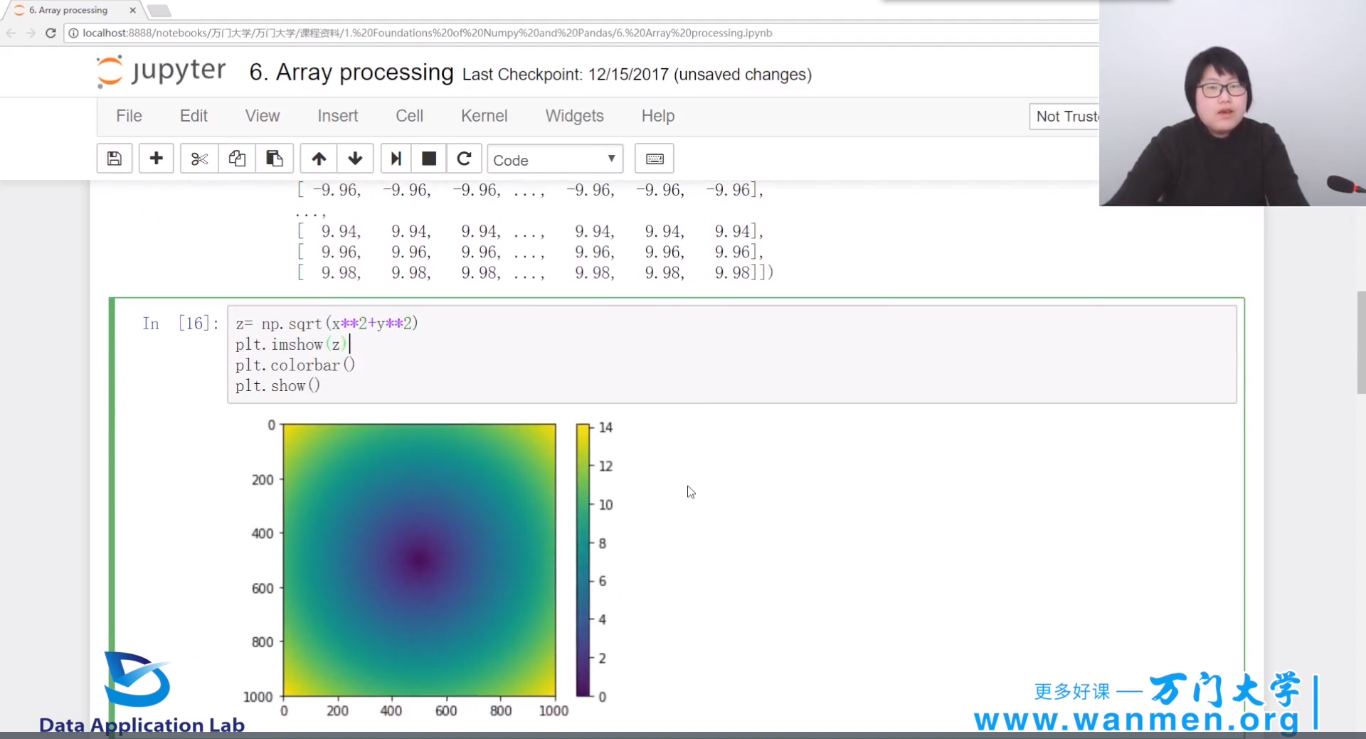 6. Array processing
localhost:8888/notebooks/万门大学/万门大学/课程资料/1.%20Foundations%20of%20Numpy%20and%20Pandas/6.%20Array%20processing.ipynb
jupyter 6. Array processing Last Checkpoint: 12/15/2017 (unsaved changes)
File Edit View Insert Cell Kernel Widgets Help Not Truste
Code
[ -9.96, -9.96, -9.96, ..., -9.96, -9.96, -9.96],
...,
[ 9.94, 9.94, 9.94, ..., 9.94, 9.94, 9.94],
[ 9.96, 9.96, 9.96, ..., 9.96, 9.96, 9.96],
[ 9.98, 9.98, 9.98, ..., 9.98, 9.98, 9.98]])
In [16]: z= np.sqrt(x**2+y**2)
plt.imshow(z)
plt.colorbar()
plt.show()
0
200
400
600
800
1000
0 200 400 600 800 1000
14
12
10
8
6
4
2
0
Data Application Lab
更多好课 — 万门大学
www.wanmen.org